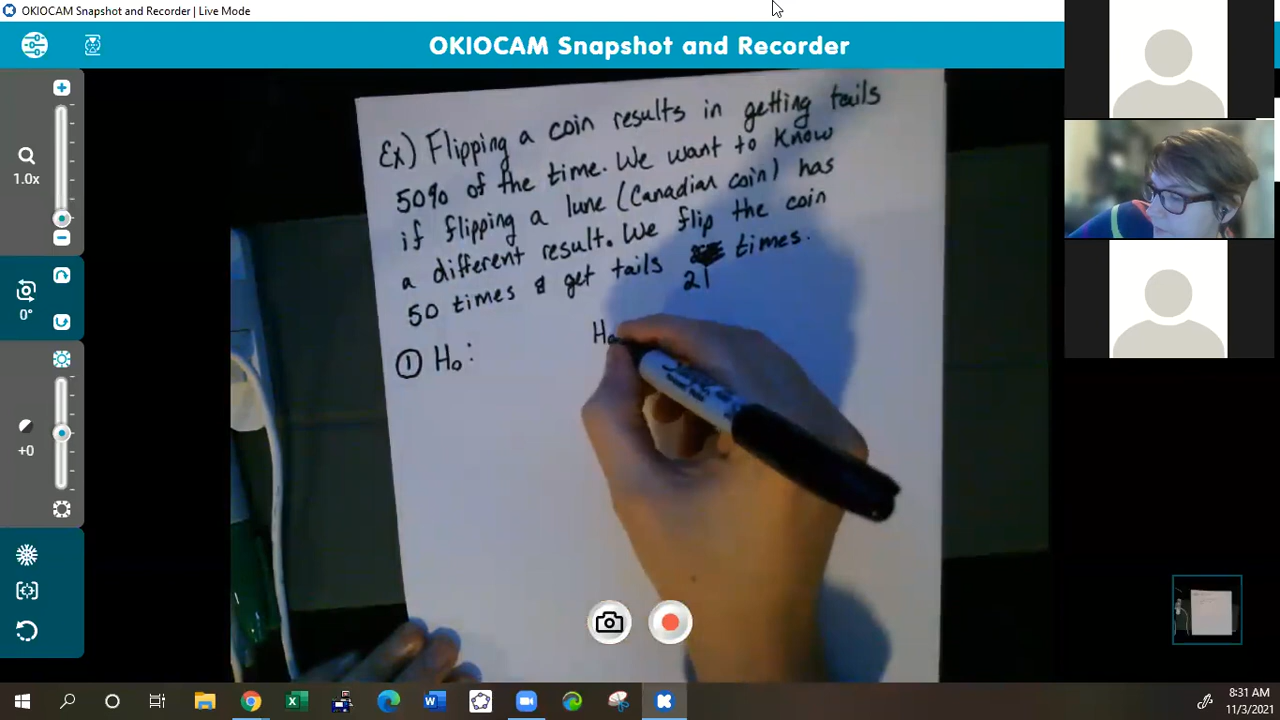 OKIOCAM Snapshot and Recorder | Live Mode
OKIOCAM Snapshot and Recorder
1.0x
0°
+0
Ex) Flipping a coin results in getting tails
50% of the time. We want to know
if flipping a lune (Canadian coin) has
a different result. We flip the coin
50 times & get tails times.
21
① H₀: Ha
8:31 AM
11/3/2021